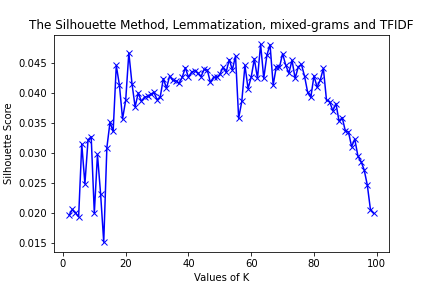 The Silhouette Method, Lemmatization, mixed-grams and TFIDF
Silhouette Score
0.045
0.040
0.035
0.030
0.025
0.020
0.015
0 20 40 60 80 100
Values of K